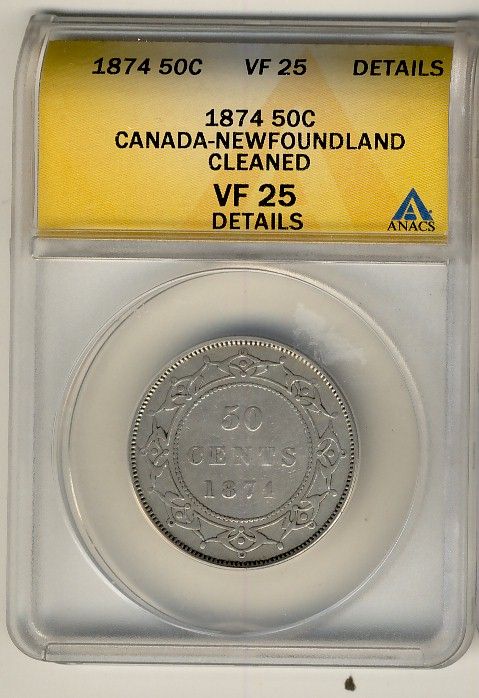 1874 50C VF 25 DETAILS
1874 50C
CANADA-NEWFOUNDLAND
CLEANED
VF 25
DETAILS
ANACS
50
CENTS
1874